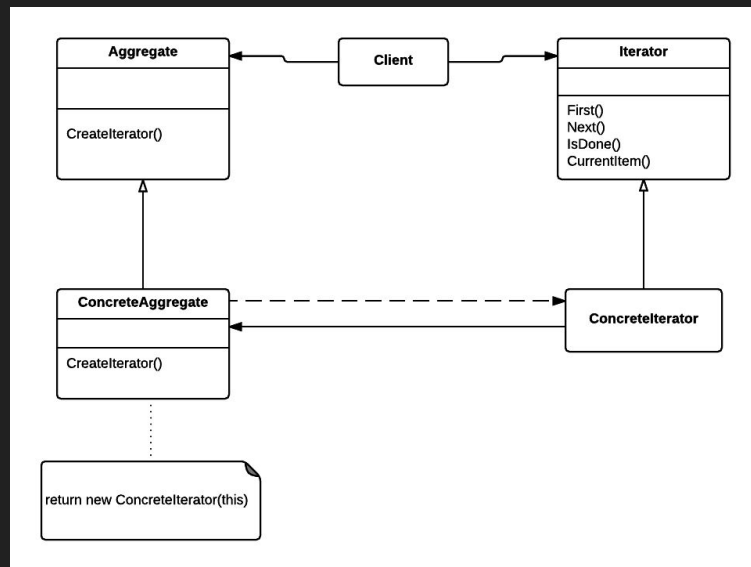 Aggregate
CreateIterator()
Client
Iterator
First()
Next()
IsDone()
CurrentItem()
ConcreteAggregate
CreateIterator()
ConcreteIterator
return new ConcreteIterator(this)